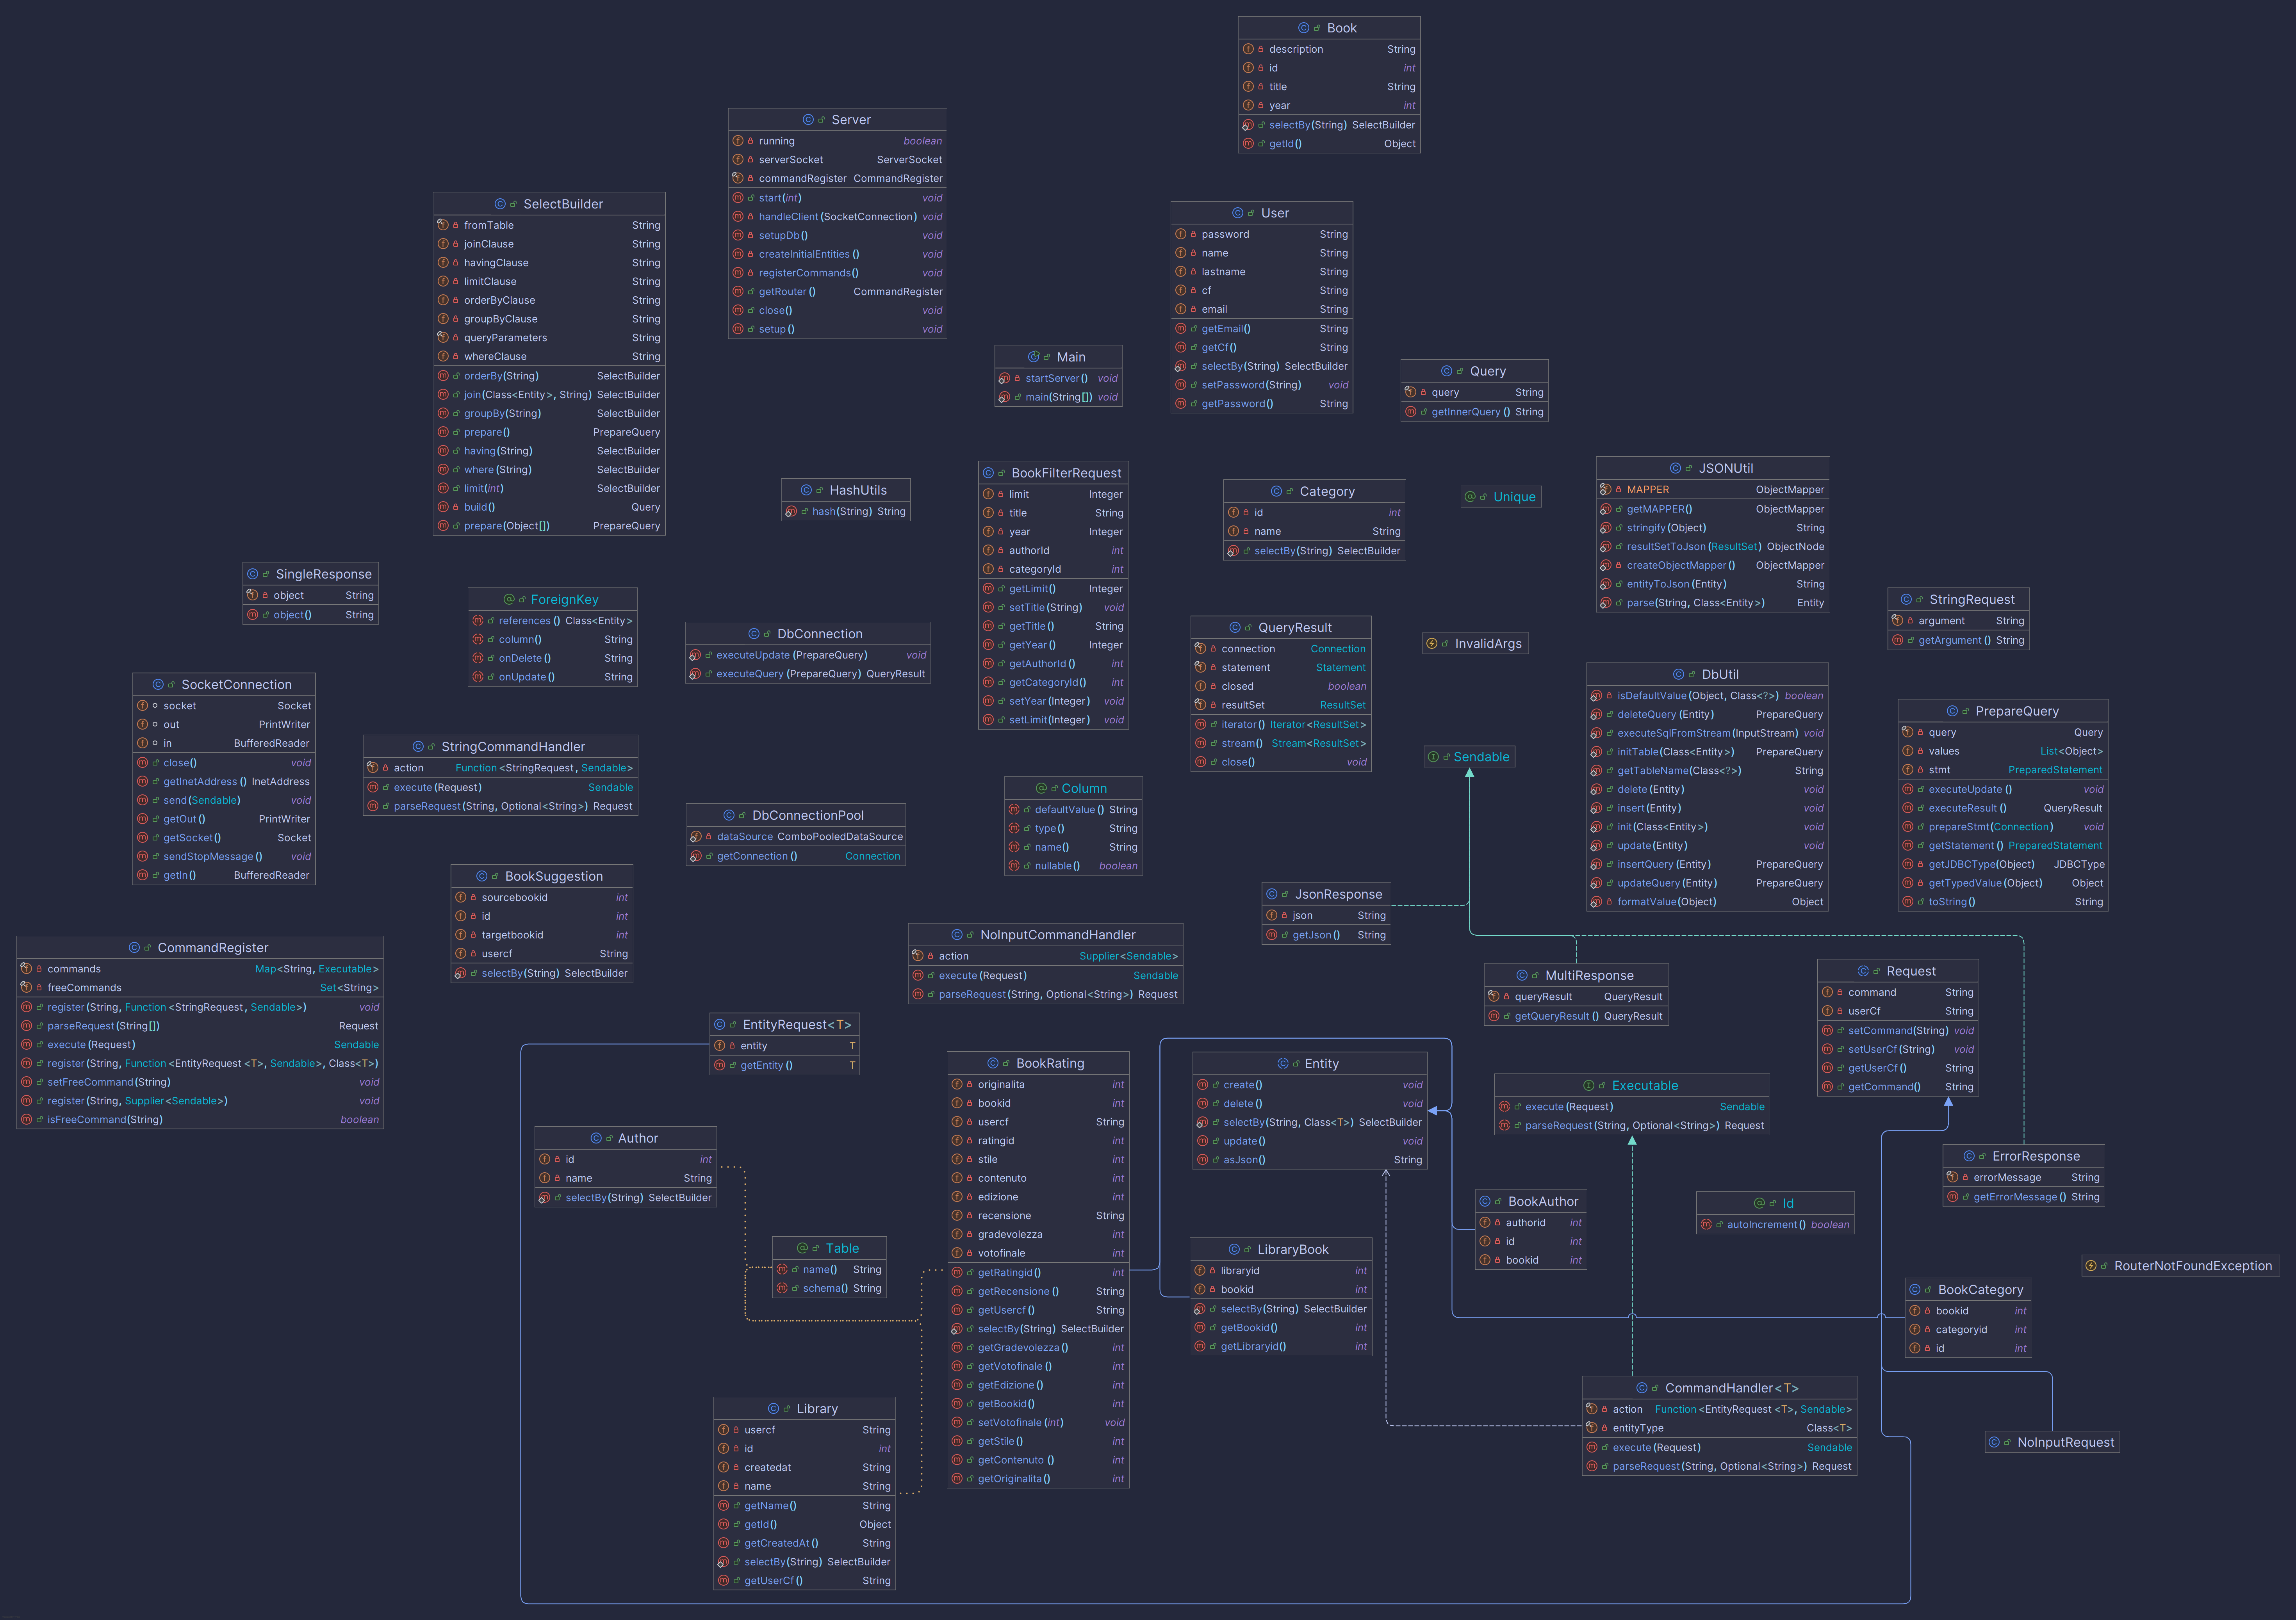 Book
description String
id int
title String
year int
selectBy(String) SelectBuilder
getId() Object
Server
running boolean
serverSocket ServerSocket
commandRegister CommandRegister
start(int) void
handleClient(SocketConnection) void
setupDb() void
createInitialEntities() void
registerCommands() void
getRouter() CommandRegister
close() void
setup() void
SelectBuilder
fromTable String
joinClause String
havingClause String
limitClause String
orderByClause String
groupByClause String
queryParameters String
whereClause String
orderBy(String) SelectBuilder
join(Class<Entity>, String) SelectBuilder
groupBy(String) SelectBuilder
prepare() PrepareQuery
having(String) SelectBuilder
where(String) SelectBuilder
limit(int) SelectBuilder
build() Query
prepare(Object[]) PrepareQuery
User
password String
name String
lastname String
cf String
email String
getEmail() String
getCf() String
selectBy(String) SelectBuilder
setPassword(String) void
getPassword() String
Main
startServer() void
main(String[]) void
Query
query String
getInnerQuery() String
HashUtils
hash(String) String
BookFilterRequest
limit Integer
title String
year Integer
authorId int
categoryId int
getLimit() Integer
setTitle(String) void
getTitle() String
getYear() Integer
getAuthorId() int
getCategoryId() int
setYear(Integer) void
setLimit(Integer) void
Category
id int
name String
selectBy(String) SelectBuilder
Unique
JSONUtil
MAPPER ObjectMapper
getMAPPER() ObjectMapper
stringify(Object) String
resultSetToJson(ResultSet) ObjectNode
createObjectMapper() ObjectMapper
entityToJson(Entity) String
parse(String, Class<Entity>) Entity
SingleResponse
object String
object() String
ForeignKey
references() Class<Entity>
column() String
onDelete() String
onUpdate() String
DbConnection
executeUpdate(PrepareQuery) void
executeQuery(PrepareQuery) QueryResult
QueryResult
connection Connection
statement Statement
closed boolean
resultSet ResultSet
iterator() Iterator<ResultSet>
stream() Stream<ResultSet>
close() void
InvalidArgs
StringRequest
argument String
getArgument() String
SocketConnection
socket Socket
out PrintWriter
in BufferedReader
close() void
getInetAddress() InetAddress
send(Sendable) void
getOut() PrintWriter
getSocket() Socket
sendStopMessage() void
getIn() BufferedReader
DbUtil
isDefaultValue(Object, Class<?>) boolean
deleteQuery(Entity) PrepareQuery
executeSqlFromStream(InputStream) void
initTable(Class<Entity>) PrepareQuery
getTableName(Class<?>) String
delete(Entity) void
insert(Entity) void
init(Class<Entity>) void
update(Entity) void
insertQuery(Entity) PrepareQuery
updateQuery(Entity) PrepareQuery
formatValue(Object) Object
PrepareQuery
query Query
values List<Object>
stmt PreparedStatement
executeUpdate() void
executeResult() QueryResult
prepareStmt(Connection) void
getStatement() PreparedStatement
getJDBCType(Object) JDBCType
getTypedValue(Object) Object
toString() String
StringCommandHandler
action Function<StringRequest, Sendable>
execute(Request) Sendable
parseRequest(String, Optional<String>) Request
Sendable
Column
defaultValue() String
type() String
name() String
nullable() boolean
DbConnectionPool
dataSource ComboPooledDataSource
getConnection() Connection
BookSuggestion
sourcebookid int
id int
targetbookid int
usercf String
selectBy(String) SelectBuilder
JsonResponse
json String
getJson() String
CommandRegister
commands Map<String, Executable>
freeCommands Set<String>
register(String, Function<StringRequest, Sendable>) void
parseRequest(String[]) Request
execute(Request) Sendable
register(String, Function<EntityRequest<T>, Sendable>, Class<T>) void
setFreeCommand(String) void
register(String, Supplier<Sendable>) void
isFreeCommand(String) boolean
NoInputCommandHandler
action Supplier<Sendable>
execute(Request) Sendable
parseRequest(String, Optional<String>) Request
MultiResponse
queryResult QueryResult
getQueryResult() QueryResult
Request
command String
userCf String
setCommand(String) void
setUserCf(String) void
getUserCf() String
getCommand() String
EntityRequest<T>
entity T
getEntity() T
BookRating
originalita int
bookid int
usercf String
ratingid int
stile int
contenuto int
edizione int
recensione String
gradevolezza int
votofinale int
getRatingid() int
getRecensione() String
getUsercf() String
selectBy(String) SelectBuilder
getGradevolezza() int
getVotofinale() int
getEdizione() int
getBookid() int
setVotofinale(int) void
getStile() int
getContenuto() int
getOriginalita() int
Entity
create() void
delete() void
selectBy(String, Class<T>) SelectBuilder
update() void
asJson() String
Executable
execute(Request) Sendable
parseRequest(String, Optional<String>) Request
Author
id int
name String
selectBy(String) SelectBuilder
ErrorResponse
errorMessage String
getErrorMessage() String
BookAuthor
authorid int
id int
bookid int
Id
autoIncrement() boolean
Table
name() String
schema() String
LibraryBook
libraryid int
bookid int
selectBy(String) SelectBuilder
getBookid() int
getLibraryid() int
RouterNotFoundException
BookCategory
bookid int
categoryid int
id int
CommandHandler<T>
action Function<EntityRequest<T>, Sendable>
entityType Class<T>
execute(Request) Sendable
parseRequest(String, Optional<String>) Request
Library
usercf String
id int
createdat String
name String
getName() String
getId() Object
getCreatedAt() String
selectBy(String) SelectBuilder
getUserCf() String
NoInputRequest